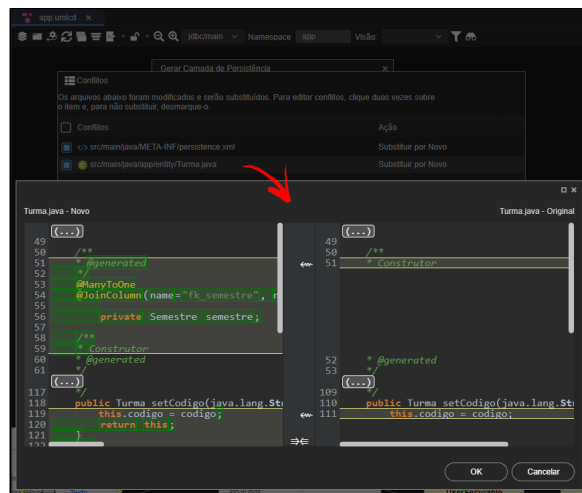 app.umlcd ×
jdbc/main Namespace app Visão:
Gerar Camada de Persistência ×
Conflitos
Os arquivos abaixo foram modificados e serão substituídos. Para editar conflitos, clique duas vezes sobre
o item e, para não substituir, desmarque-o.
Conflitos Ação
</> src/main/java/META-INF/persistence.xml Substituir por Novo
src/main/java/app/entity/Turma.java Substituir por Novo
Turma.java - Novo Turma.java - Original
(...) (...)
49 49
50 /** 50 /**
51 * @generated 51 * Construtor
52 */
53 @ManyToOne
54 @JoinColumn(name="fk_semestre",
55
56 private Semestre semestre;
57
58 /**
59 * Construtor
60 * @generated 52 * @generated
61 */ 53 */
(...) (...)
117 */ 109 */
118 public Turma setCodigo(java.lang.Str 110 public Turma setCodigo(java.lang.Str
119 this.codigo = codigo; 111 this.codigo = codigo;
120 return this;
121 }
122
OK Cancelar